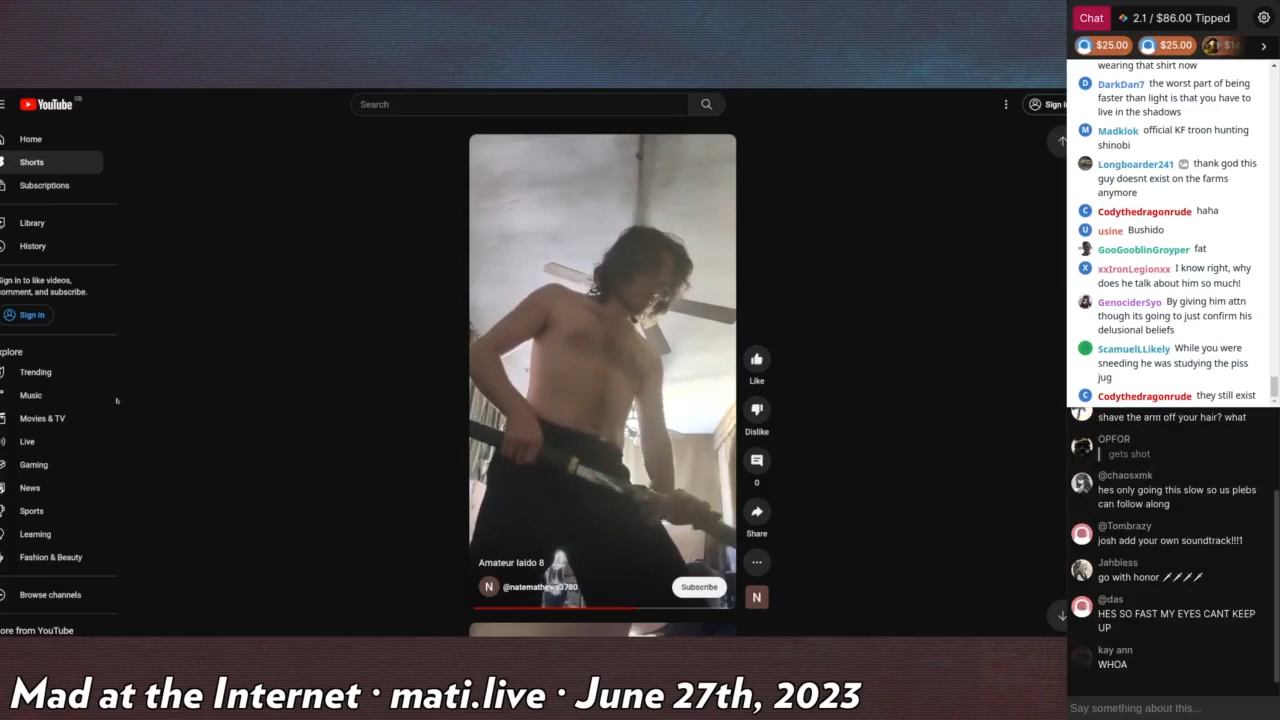 YouTube GB
Search
Sign in
Home
Shorts
Subscriptions
Library
History
Sign in to like videos,
comment, and subscribe.
Sign in
Explore
Trending
Music
Movies & TV
Live
Gaming
News
Sports
Learning
Fashion & Beauty
Browse channels
More from YouTube
Like
Dislike
0
Share
Amateur Iaido 8
N @natemathews3780
Subscribe
N
Mad at the Internet · mati.live · June 27th, 2023
Chat
2.1 / $86.00 Tipped
$25.00
$25.00
$14
wearing that shirt now
D DarkDan7 the worst part of being
faster than light is that you have to
live in the shadows
M Madklok official KF troon hunting
shinobi
Longboarder241 thank god this
guy doesnt exist on the farms
anymore
C Codythedragonrude haha
U usine Bushido
GooGooblinGroyper fat
X xxIronLegionxx I know right, why
does he talk about him so much!
GenociderSyo By giving him attn
though its going to just confirm his
delusional beliefs
ScamuelLLikely While you were
sneeding he was studying the piss
jug
C Codythedragonrude they still exist
shave the arm off your hair? what
OPFOR
gets shot
@chaosxmk
hes only going this slow so us plebs
can follow along
@Tombrazy
josh add your own soundtrack!!!1
Jahbless
go with honor
@das
HES SO FAST MY EYES CANT KEEP
UP
kay ann
WHOA
Say something about this...